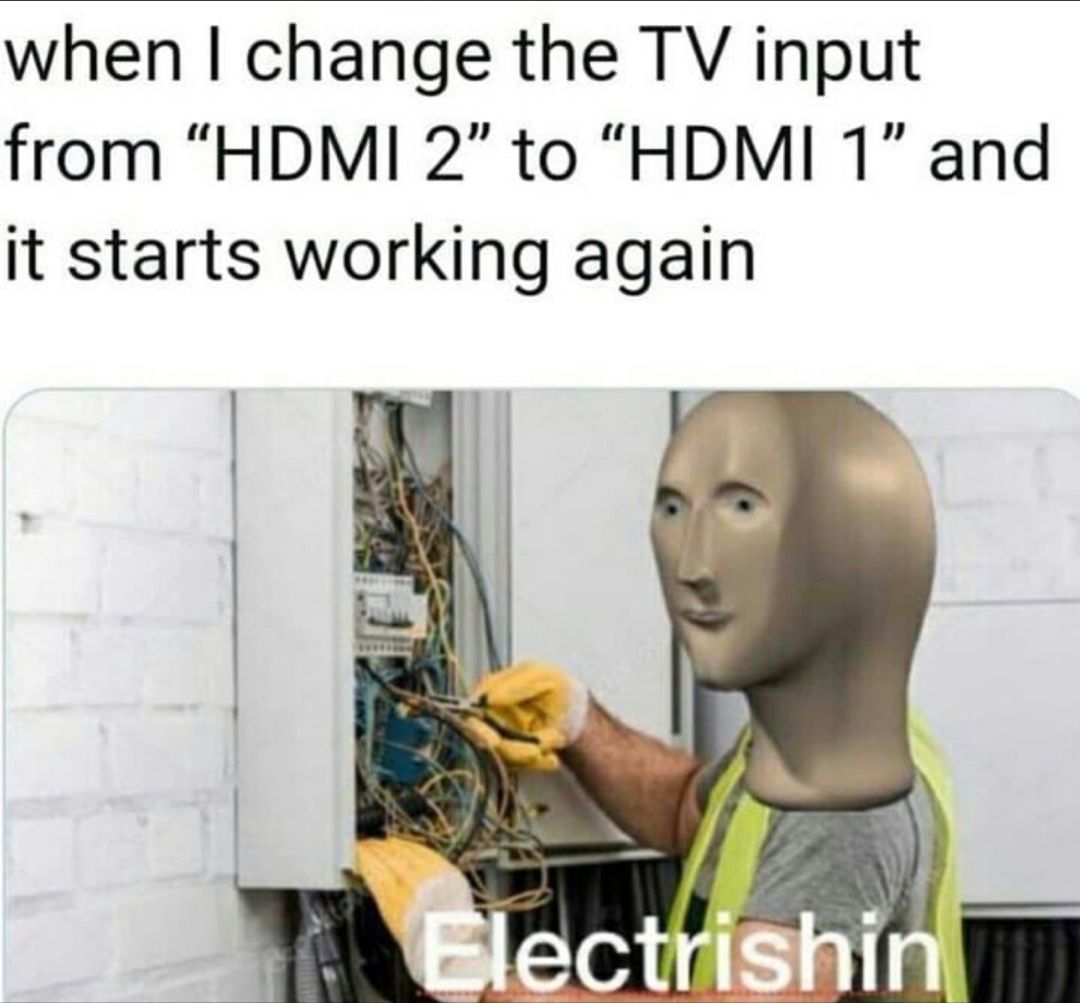 when I change the TV input
from “HDMI 2” to “HDMI 1” and
it starts working again
Electrishin